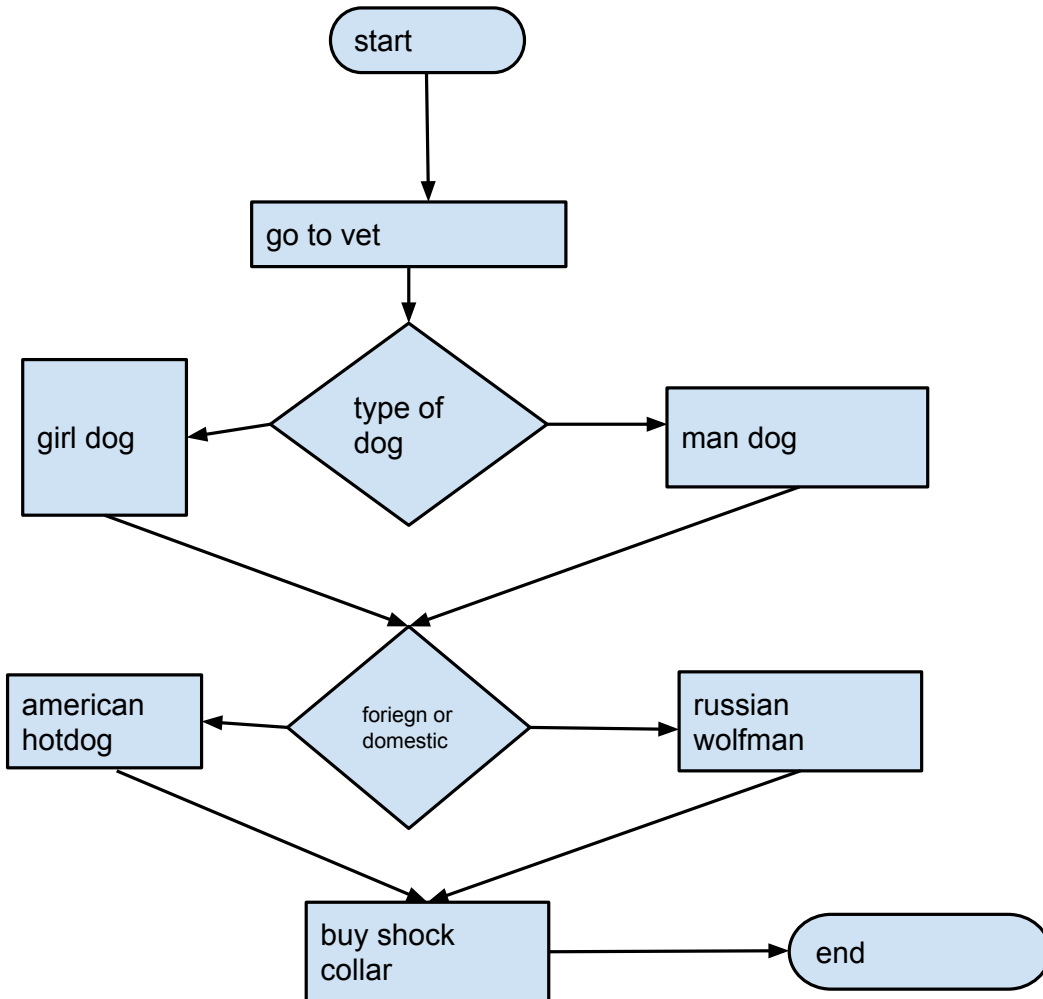 start
go to vet
type of
dog
girl dog
man dog
foriegn or
domestic
american
hotdog
russian
wolfman
buy shock
collar
end